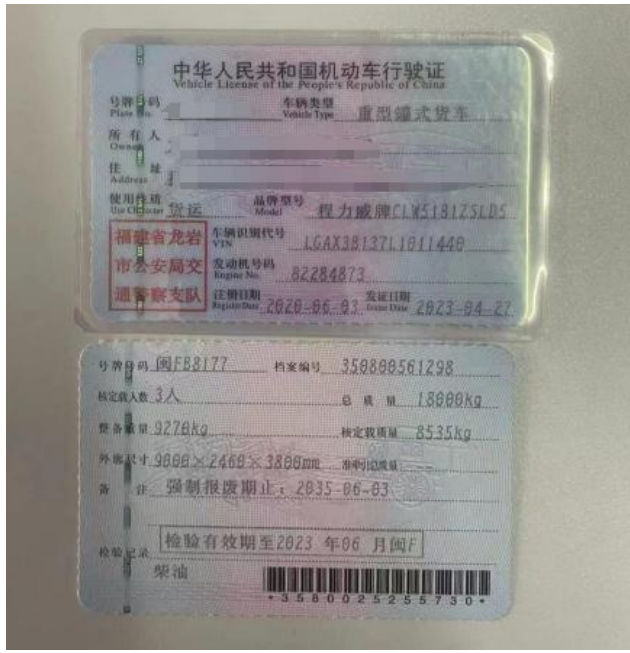 中华人民共和国机动车行驶证
Vehicle License of the People's Republic of China
号牌号码 车辆类型 重型罐式货车
Plate No. Vehicle Type
所有人
Owner
住址
Address
使用性质 货运 品牌型号 程力威牌CLW5181ZSLD5
Use Character Model
福建省龙岩
市公安局交
通警察支队
车辆识别代号 LGAX3B137L1011440
VIN
发动机号码 82284873
Engine No.
注册日期 2020-06-03 发证日期 2023-04-27
Register Date Issue Date
号牌号码 闽FB8177 档案编号 350800561298
核定载人数 3人 总质量 18000kg
整备质量 9270kg 核定载质量 8535kg
外廓尺寸 9000×2460×3800mm 准牵引总质量
备注 强制报废期止：2035-06-03
检验记录 检验有效期至2023 年06 月闽F
柴油
*3580025255730*